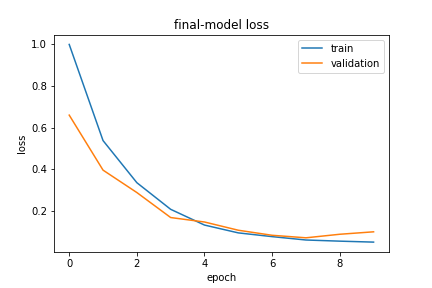 final-model loss
train
validation
loss
1.0
0.8
0.6
0.4
0.2
0 2 4 6 8
epoch